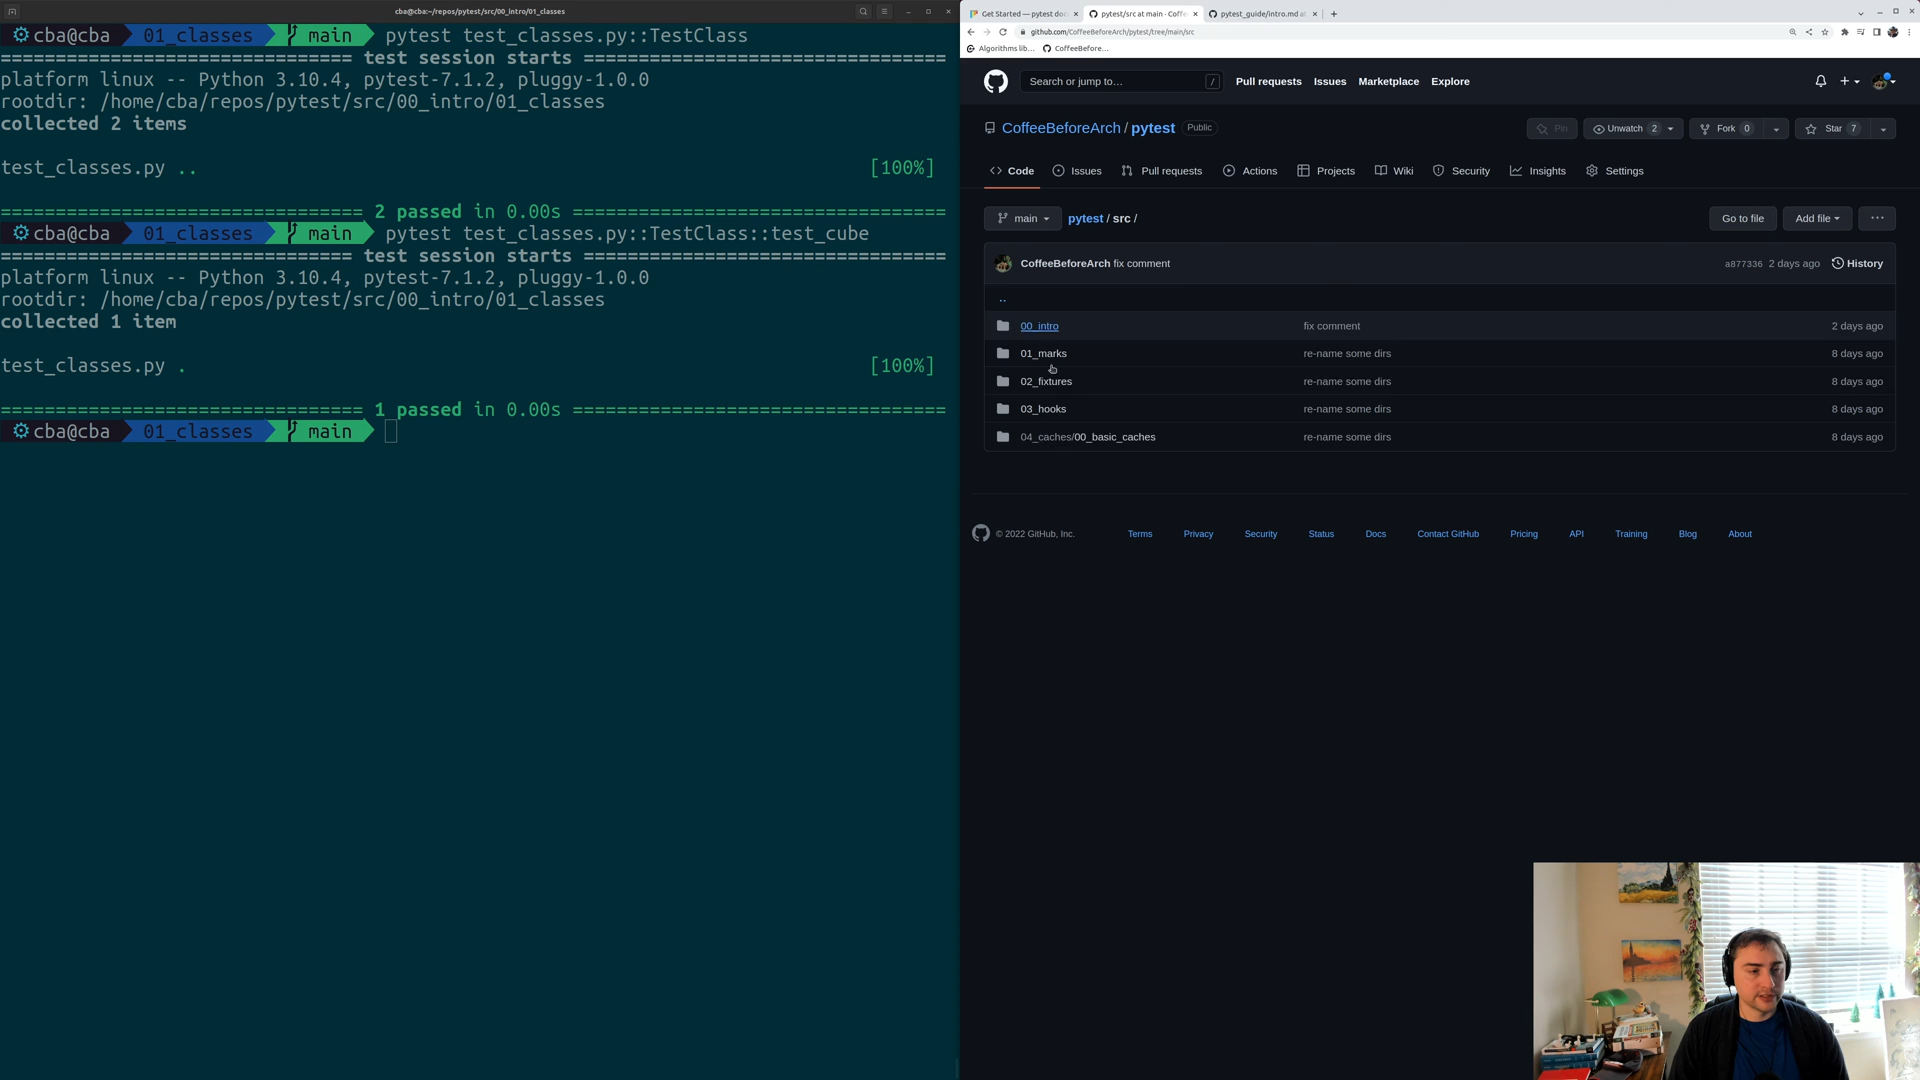 cba@cba:~/repos/pytest/src/00_intro/01_classes
cba@cba 01_classes main pytest test_classes.py::TestClass
================================ test session starts =================================
platform linux -- Python 3.10.4, pytest-7.1.2, pluggy-1.0.0
rootdir: /home/cba/repos/pytest/src/00_intro/01_classes
collected 2 items
test_classes.py .. [100%]
================================= 2 passed in 0.00s ==================================
cba@cba 01_classes main pytest test_classes.py::TestClass::test_cube
================================ test session starts =================================
platform linux -- Python 3.10.4, pytest-7.1.2, pluggy-1.0.0
rootdir: /home/cba/repos/pytest/src/00_intro/01_classes
collected 1 item
test_classes.py . [100%]
================================= 1 passed in 0.00s ==================================
cba@cba 01_classes main
Get Started — pytest doc pytest/src at main · Coffe pytest_guide/intro.md a
github.com/CoffeeBeforeArch/pytest/tree/main/src
Algorithms lib... CoffeeBefore...
Search or jump to… / Pull requests Issues Marketplace Explore
CoffeeBeforeArch / pytest Public Pin Unwatch 2 Fork 0 Star 7
Code Issues Pull requests Actions Projects Wiki Security Insights Settings
main pytest / src / Go to file Add file ···
CoffeeBeforeArch fix comment a877336 2 days ago History
..
00_intro fix comment 2 days ago
01_marks re-name some dirs 8 days ago
02_fixtures re-name some dirs 8 days ago
03_hooks re-name some dirs 8 days ago
04_caches/00_basic_caches re-name some dirs 8 days ago
© 2022 GitHub, Inc. Terms Privacy Security Status Docs Contact GitHub Pricing API Training Blog About